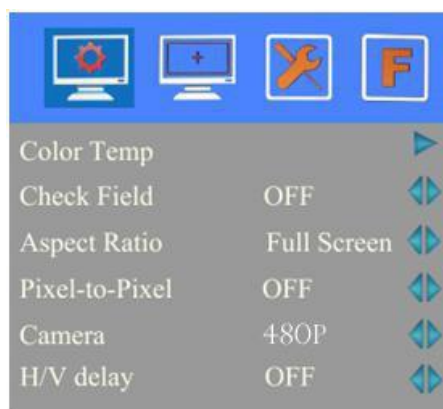 F
Color Temp
Check Field OFF
Aspect Ratio Full Screen
Pixel-to-Pixel OFF
Camera 480P
H/V delay OFF